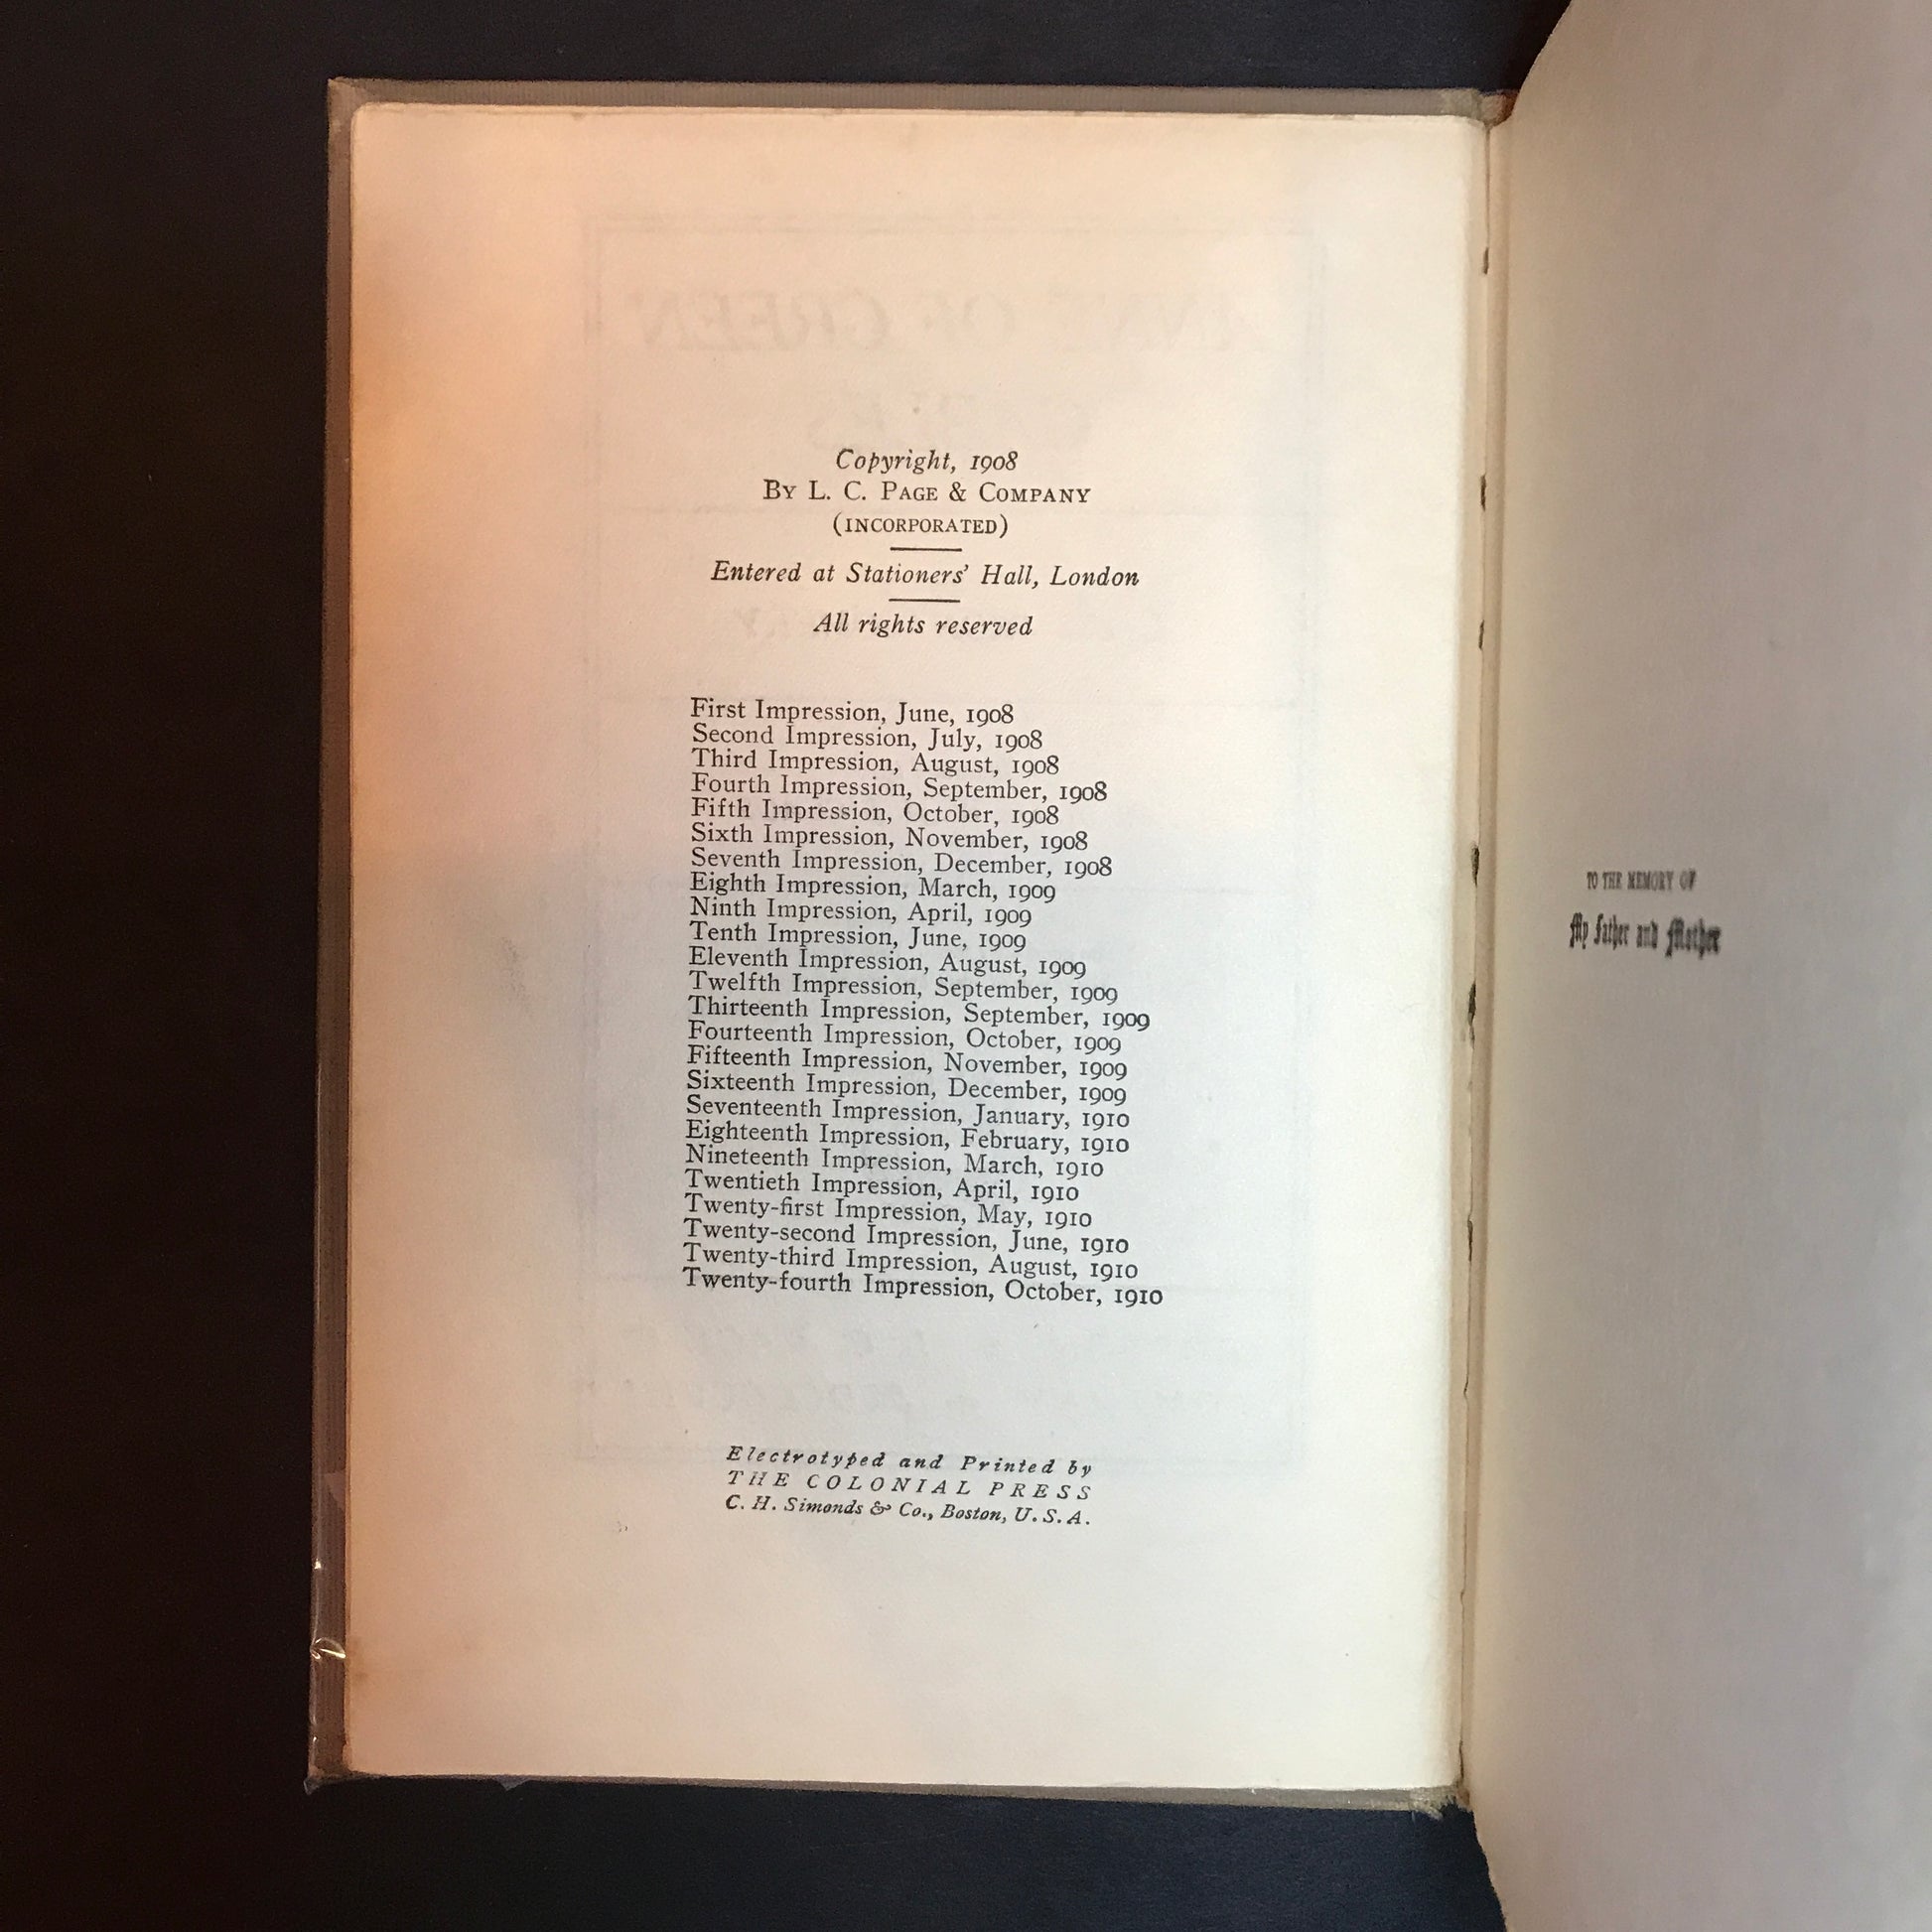 Copyright, 1908
By L. C. Page & Company
(INCORPORATED)
Entered at Stationers' Hall, London
All rights reserved
First Impression, June, 1908
Second Impression, July, 1908
Third Impression, August, 1908
Fourth Impression, September, 1908
Fifth Impression, October, 1908
Sixth Impression, November, 1908
Seventh Impression, December, 1908
Eighth Impression, March, 1909
Ninth Impression, April, 1909
Tenth Impression, June, 1909
Eleventh Impression, August, 1909
Twelfth Impression, September, 1909
Thirteenth Impression, September, 1909
Fourteenth Impression, October, 1909
Fifteenth Impression, November, 1909
Sixteenth Impression, December, 1909
Seventeenth Impression, January, 1910
Eighteenth Impression, February, 1910
Nineteenth Impression, March, 1910
Twentieth Impression, April, 1910
Twenty-first Impression, May, 1910
Twenty-second Impression, June, 1910
Twenty-third Impression, August, 1910
Twenty-fourth Impression, October, 1910
Electrotyped and Printed by
THE COLONIAL PRESS
C. H. Simonds & Co., Boston, U.S.A.
TO THE MEMORY OF
My Father and Mother